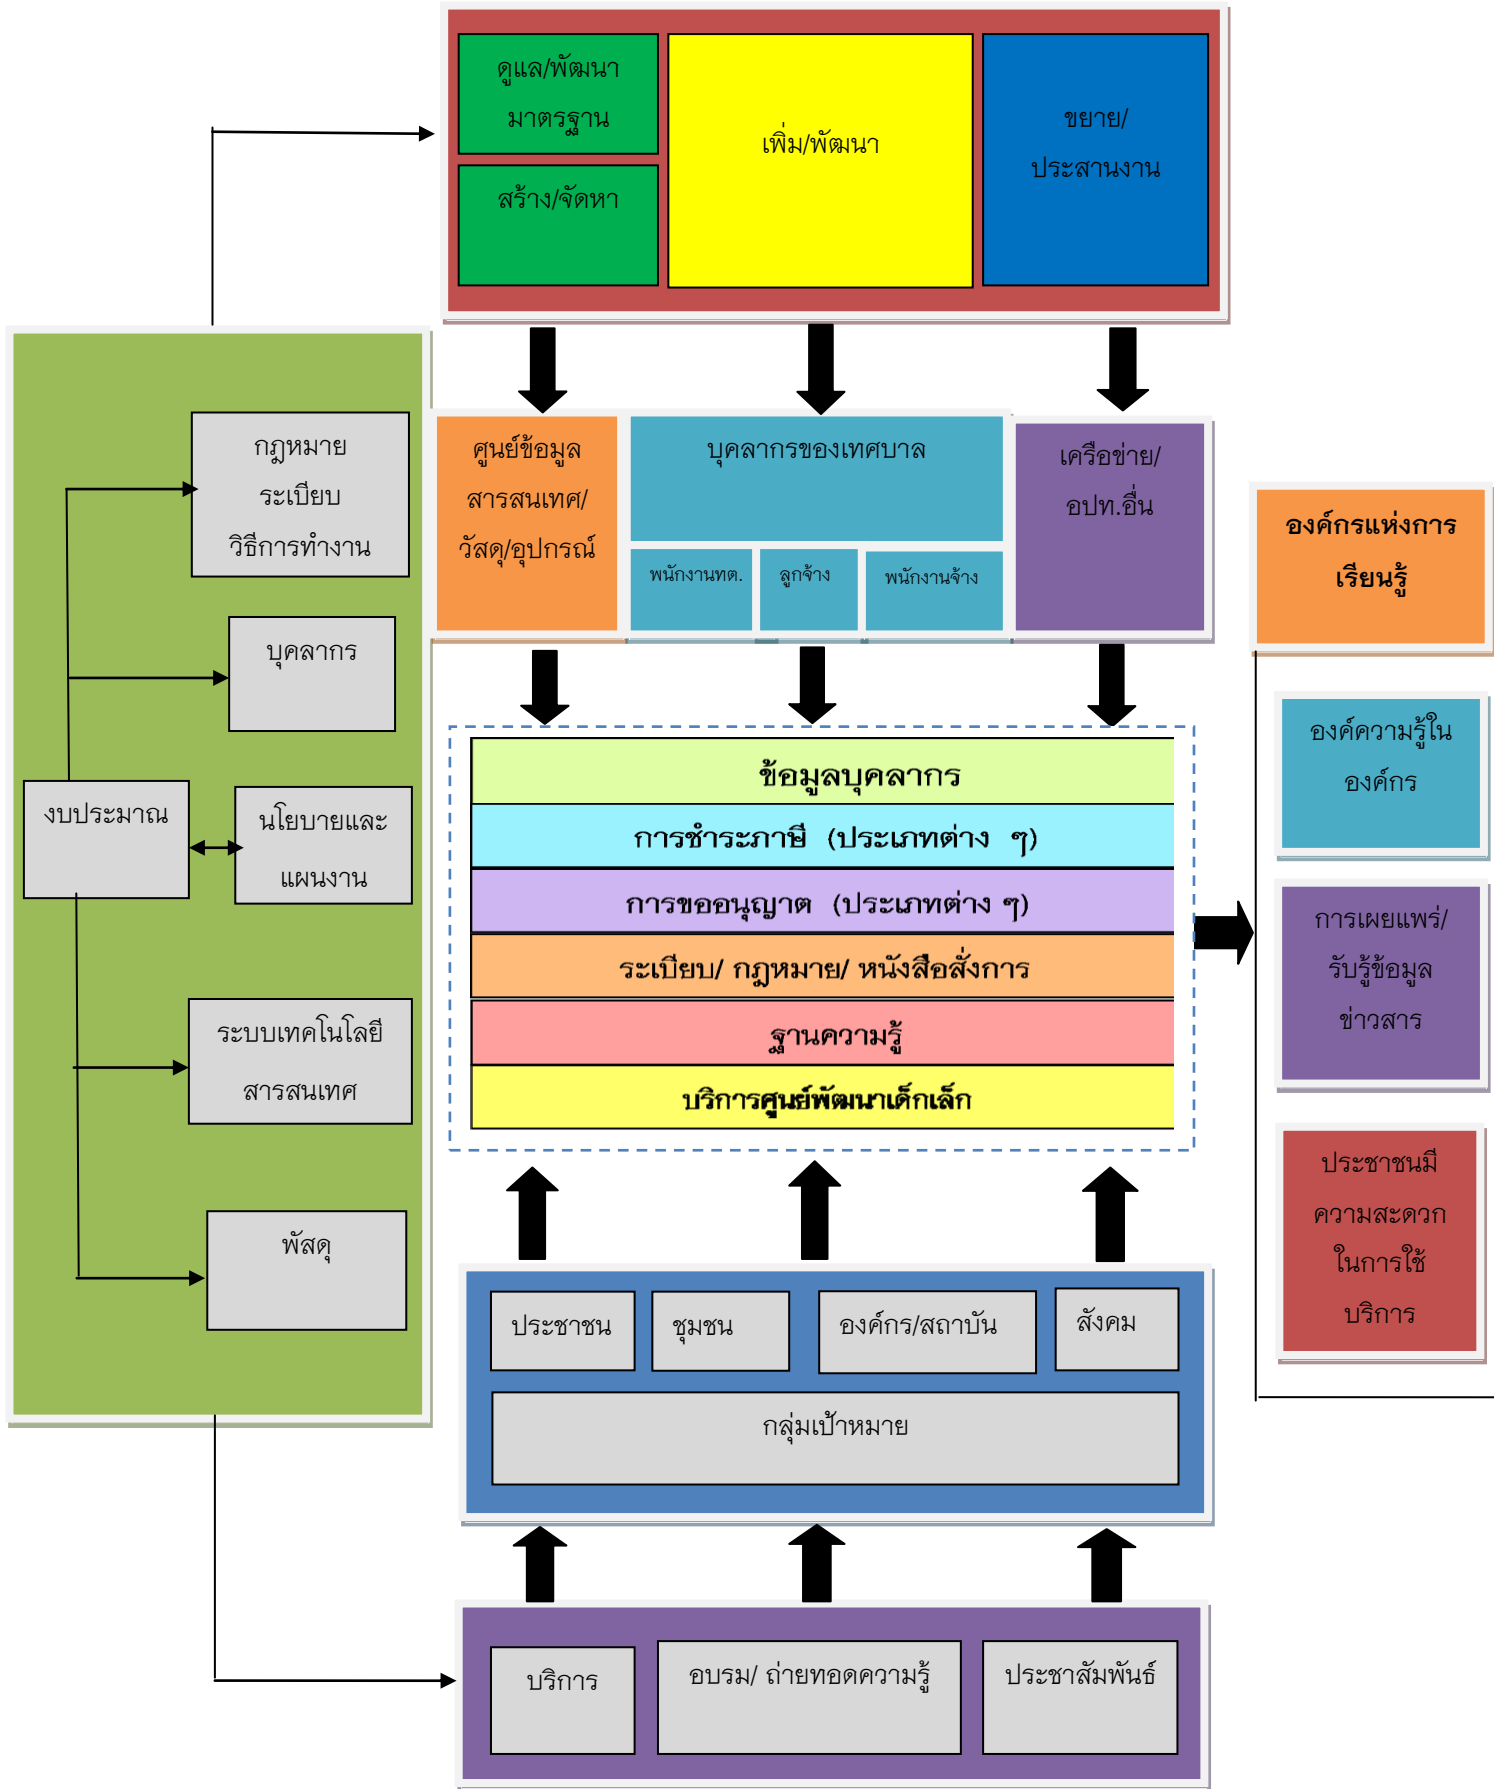 ดูแล/พัฒนา
มาตรฐาน
สร้าง/จัดหา
เพิ่ม/พัฒนา
ขยาย/
ประสานงาน
กฎหมาย
ระเบียบ
วิธีการทำงาน
บุคลากร
งบประมาณ
นโยบายและ
แผนงาน
ระบบเทคโนโลยี
สารสนเทศ
พัสดุ
ศูนย์ข้อมูล
สารสนเทศ/
วัสดุ/อุปกรณ์
บุคลากรของเทศบาล
พนักงานทต.
ลูกจ้าง
พนักงานจ้าง
เครือข่าย/
อปท.อื่น
ข้อมูลบุคลากร
การชำระภาษี (ประเภทต่าง ๆ)
การขออนุญาต (ประเภทต่าง ๆ)
ระเบียบ/ กฎหมาย/ หนังสือสั่งการ
ฐานความรู้
บริการศูนย์พัฒนาเด็กเล็ก
องค์กรแห่งการ
เรียนรู้
องค์ความรู้ใน
องค์กร
การเผยแพร่/
รับรู้ข้อมูล
ข่าวสาร
ประชาชนมี
ความสะดวก
ในการใช้
บริการ
ประชาชน
ชุมชน
องค์กร/สถาบัน
สังคม
กลุ่มเป้าหมาย
บริการ
อบรม/ ถ่ายทอดความรู้
ประชาสัมพันธ์